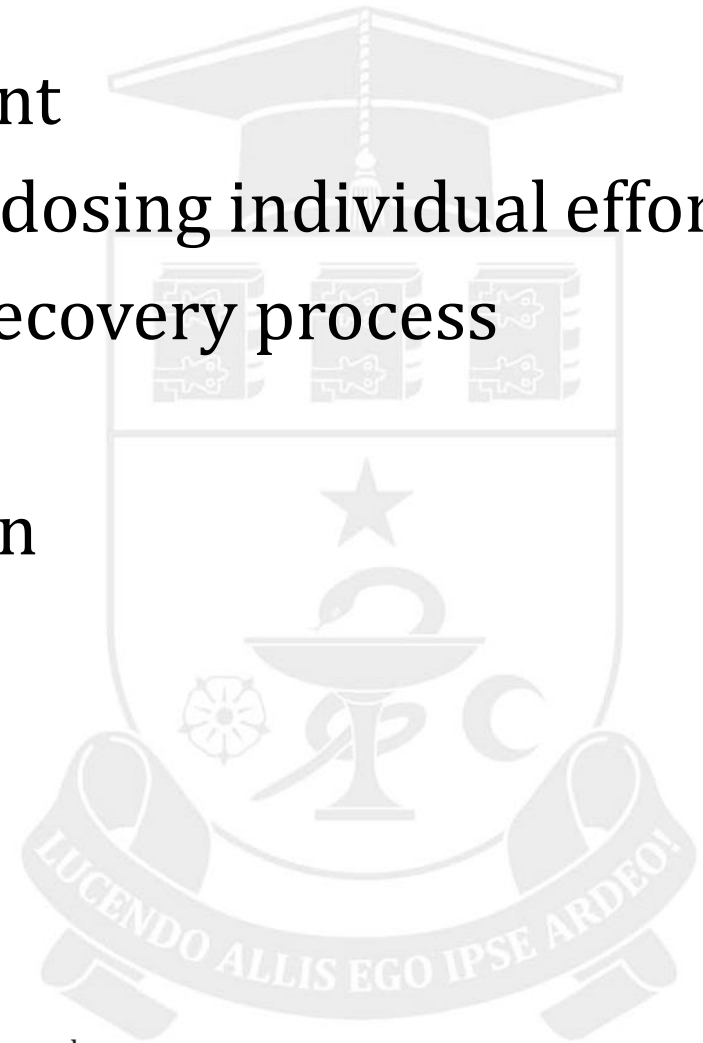 nt
dosing individual effor
ecovery process
n
LUCENDO ALLIS EGO IPSE ARDEO!